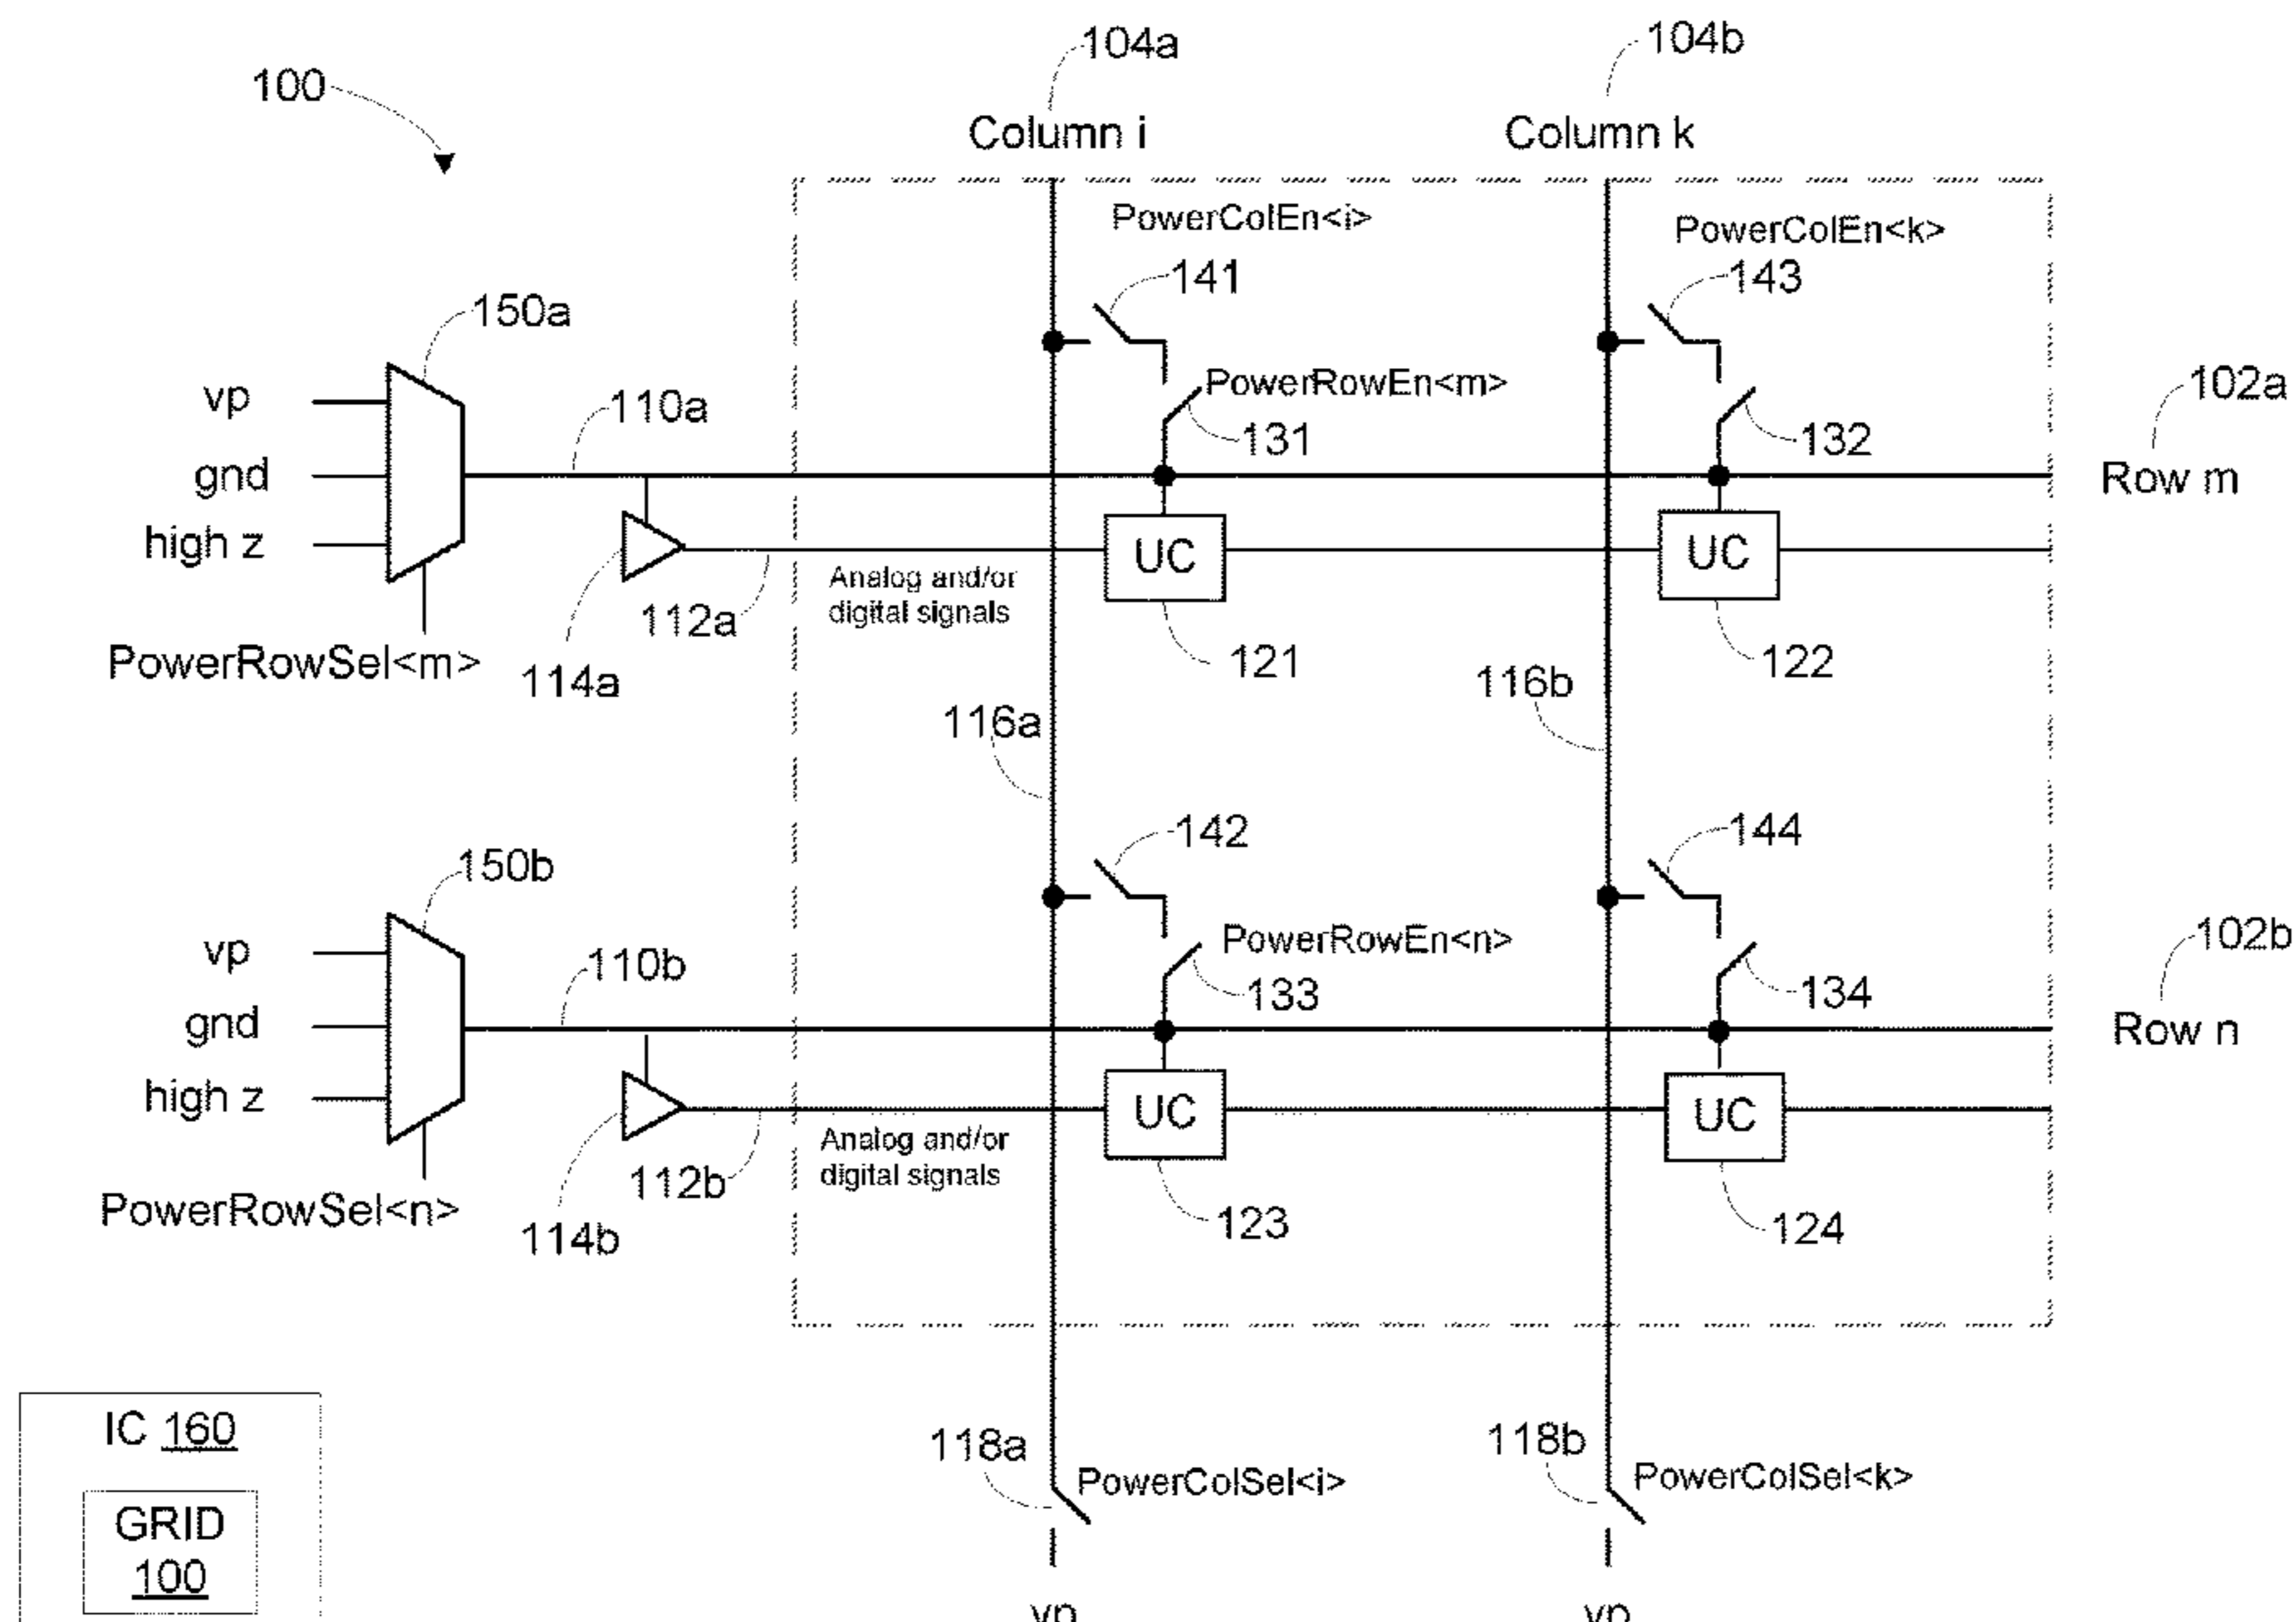 104a
104b
100
Column i
Column k
PowerColEn<i>
PowerColEn<k>
141
143
150a
vp
110a
PowerRowEn<m>
102a
131
132
gnd
Row m
high z
UC
UC
Analog and/or
digital signals
112a
PowerRowSel<m>
114a
121
122
116b
116a
142
144
150b
vp
110b
PowerRowEn<n>
102b
133
134
gnd
Row n
high z
UC
UC
Analog and/or
digital signals
112b
PowerRowSel<n>
114b
123
124
IC 160
118a
118b
PowerColSel<i>
PowerColSel<k>
GRID
100
vp
vp